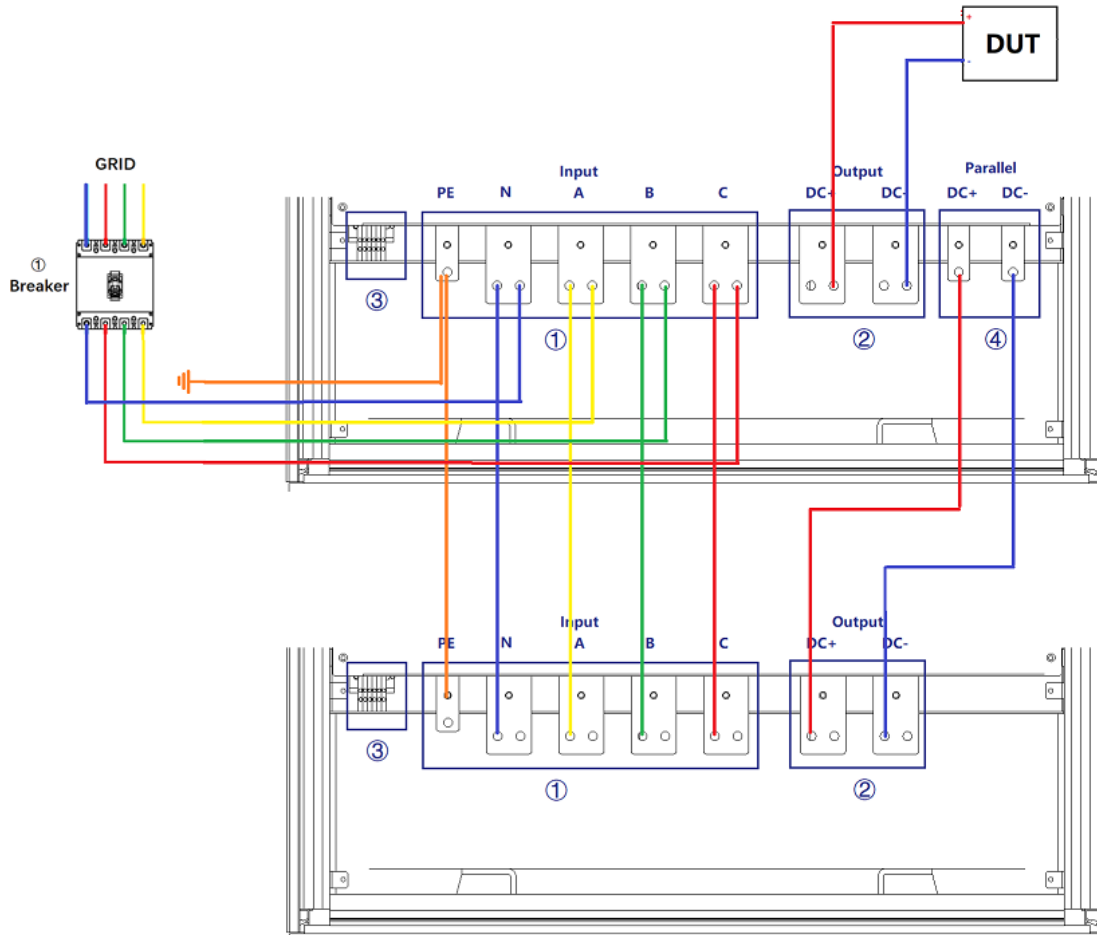 +
DUT
-
GRID
①
Breaker
Input
Output
Parallel
PE N A B C DC+ DC- DC+ DC-
③
①
②
④
Input
Output
PE N A B C DC+ DC-
③
①
②